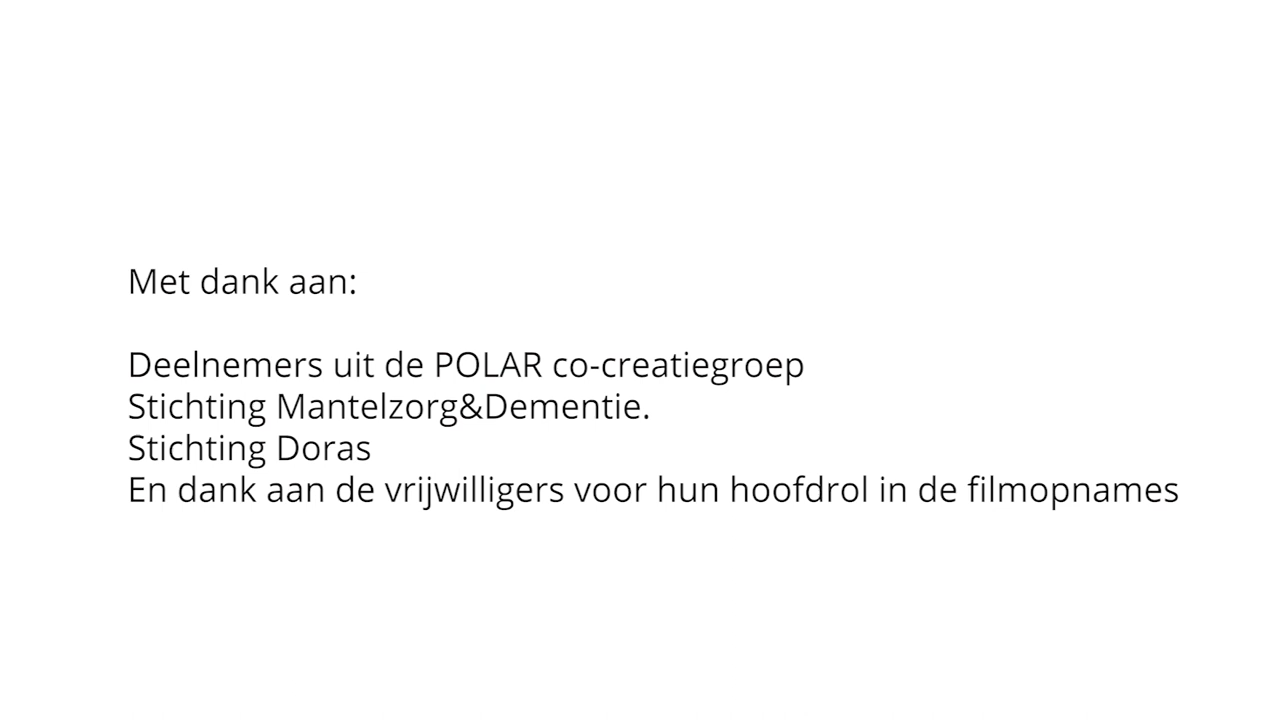 Met dank aan:
Deelnemers uit de POLAR co-creatiegroep
Stichting Mantelzorg&Dementie.
Stichting Doras
En dank aan de vrijwilligers voor hun hoofdrol in de filmopnames